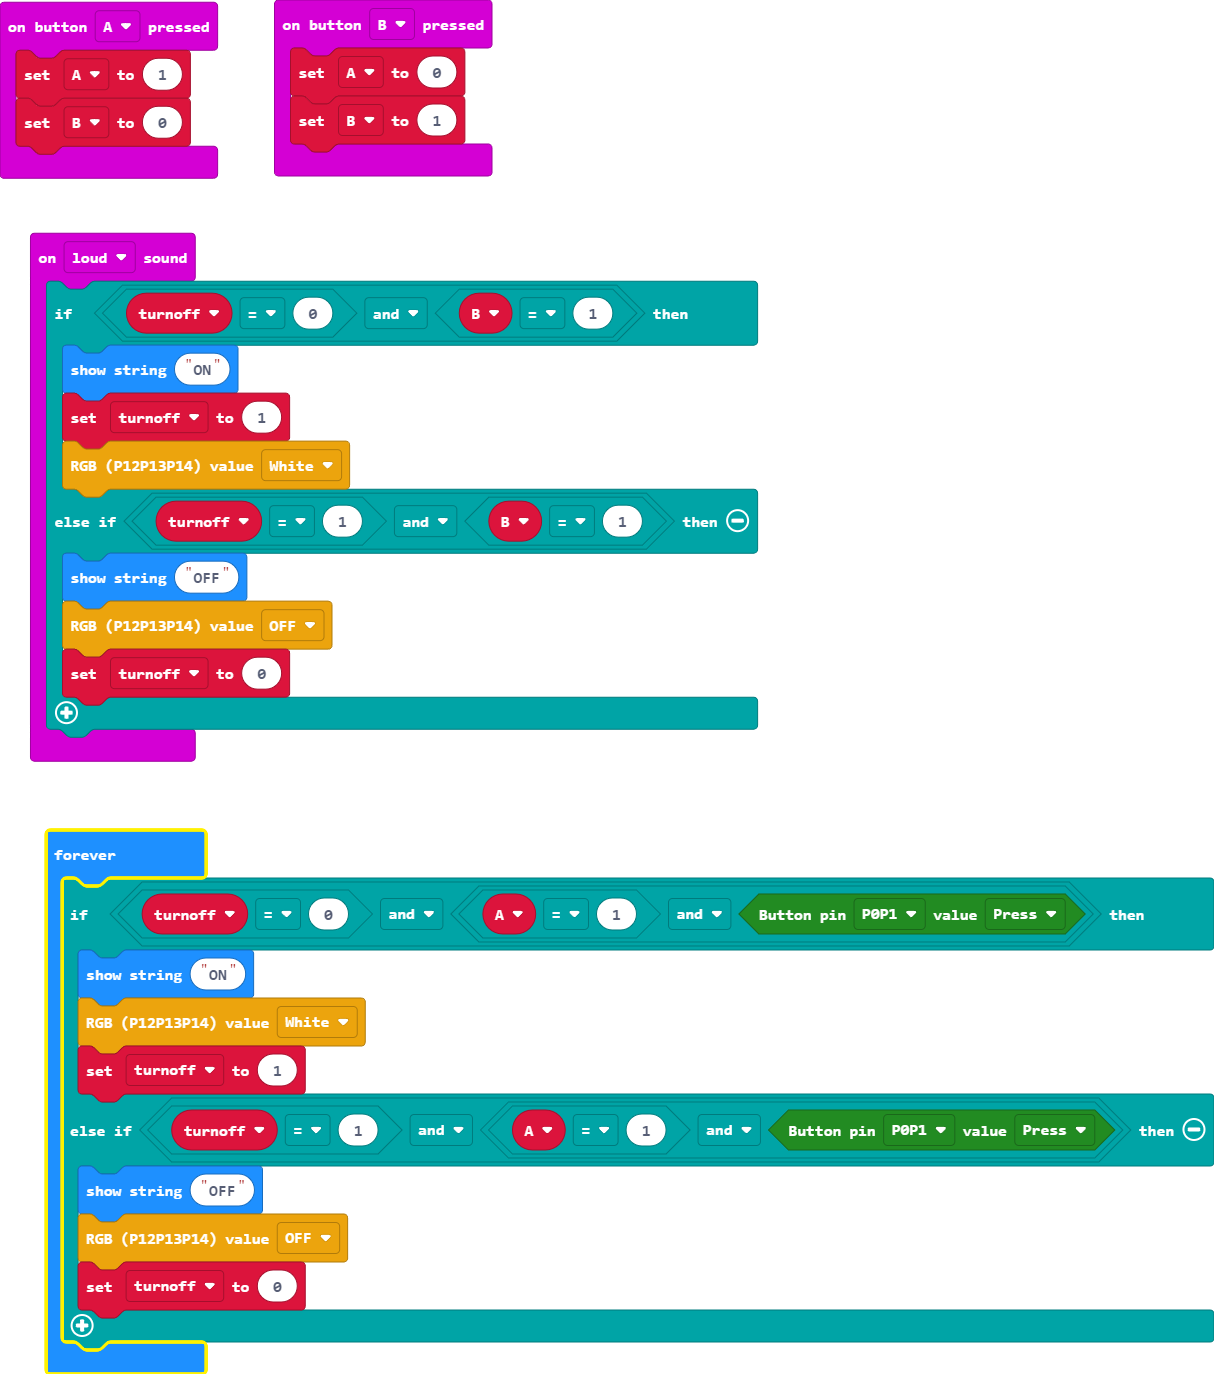 on button A pressed
set A to 1
set B to 0
on button B pressed
set A to 0
set B to 1
on loud sound
if turnoff = 0 and B = 1 then
show string "ON"
set turnoff to 1
RGB (P12P13P14) value White
else if turnoff = 1 and B = 1 then
show string "OFF"
RGB (P12P13P14) value OFF
set turnoff to 0
forever
if turnoff = 0 and A = 1 and Button pin P0P1 value Press then
show string "ON"
RGB (P12P13P14) value White
set turnoff to 1
else if turnoff = 1 and A = 1 and Button pin P0P1 value Press then
show string "OFF"
RGB (P12P13P14) value OFF
set turnoff to 0